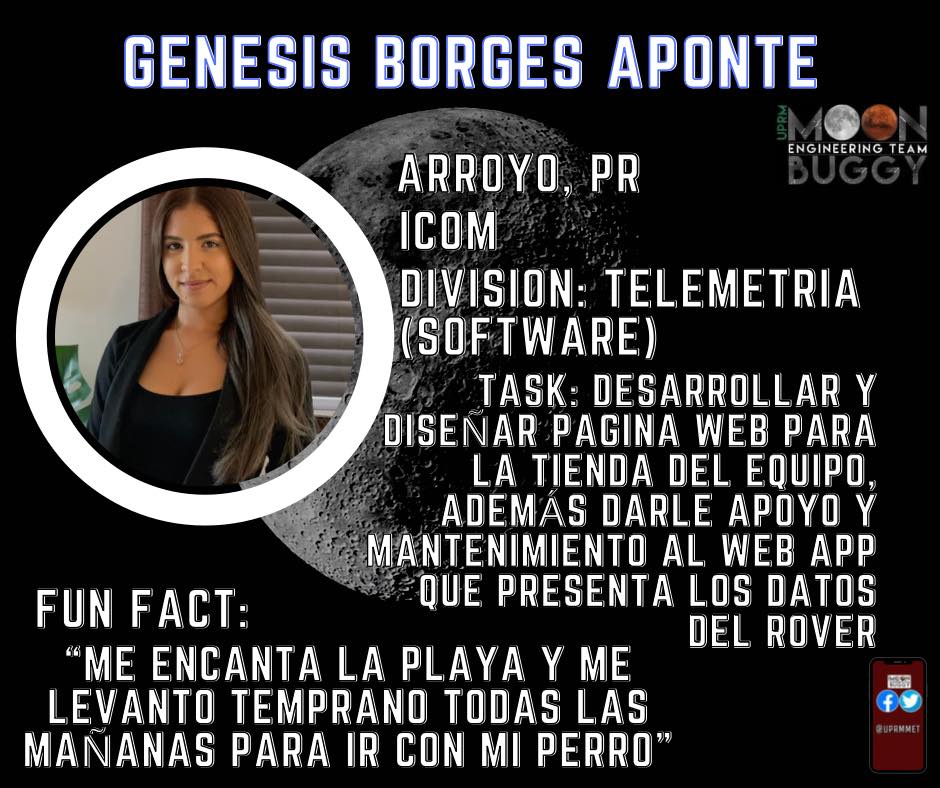 GENESIS BORGES APONTE
UPRM
MOON
ENGINEERING TEAM
BUGGY
ARROYO, PR
ICOM
DIVISION: TELEMETRIA
(SOFTWARE)
TASK: DESARROLLAR Y
DISEÑAR PAGINA WEB PARA
LA TIENDA DEL EQUIPO,
ADEMÁS DARLE APOYO Y
MANTENIMIENTO AL WEB APP
QUE PRESENTA LOS DATOS
DEL ROVER
FUN FACT:
“ME ENCANTA LA PLAYA Y ME
LEVANTO TEMPRANO TODAS LAS
MAÑANAS PARA IR CON MI PERRO”
MOON
BUGGY
@UPRMMET